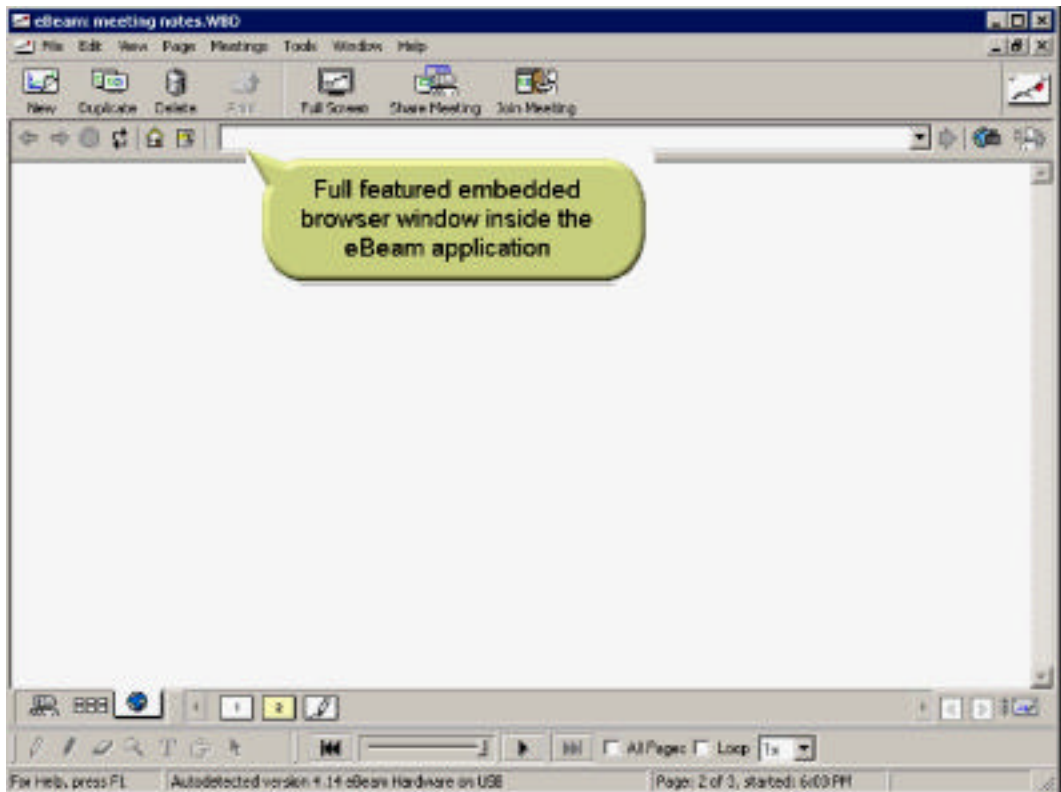 eBeam: meeting notes.WBD
File Edit View Page Meetings Tools Window Help
New Duplicate Delete Full Screen Share Meeting Join Meeting
Full featured embedded
browser window inside the
eBeam application
1 2
T All Pages Loop 1x
For Help, press F1 Autodetected version 4.14 eBeam Hardware on USB Page: 2 of 3, started: 6:03 PM